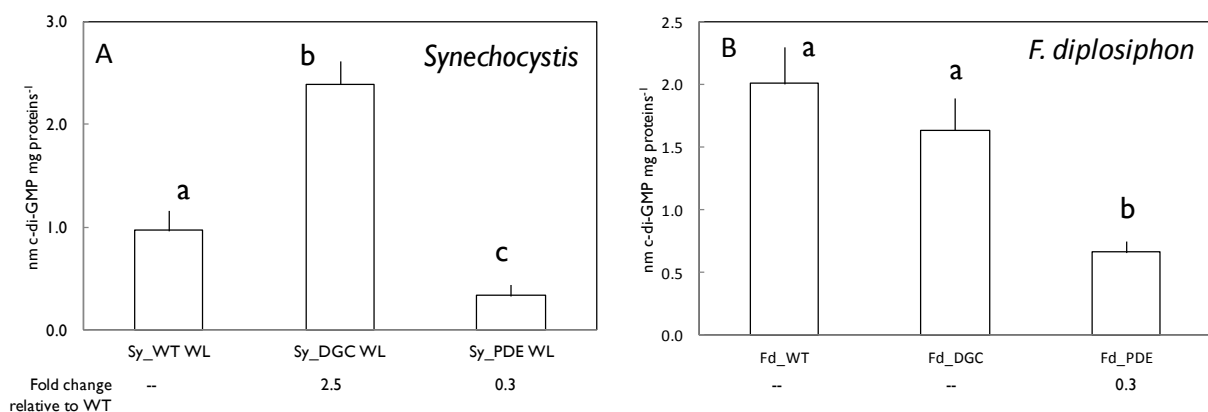 A
Synechocystis
nm c-di-GMP mg proteins-1
3.0
2.0
1.0
0.0
a
b
c
Sy_WT WL
Sy_DGC WL
Sy_PDE WL
Fold change
relative to WT
--
2.5
0.3
B
F. diplosiphon
nm c-di-GMP mg proteins-1
2.5
2.0
1.5
1.0
0.5
0.0
a
a
b
Fd_WT
Fd_DGC
Fd_PDE
--
--
0.3